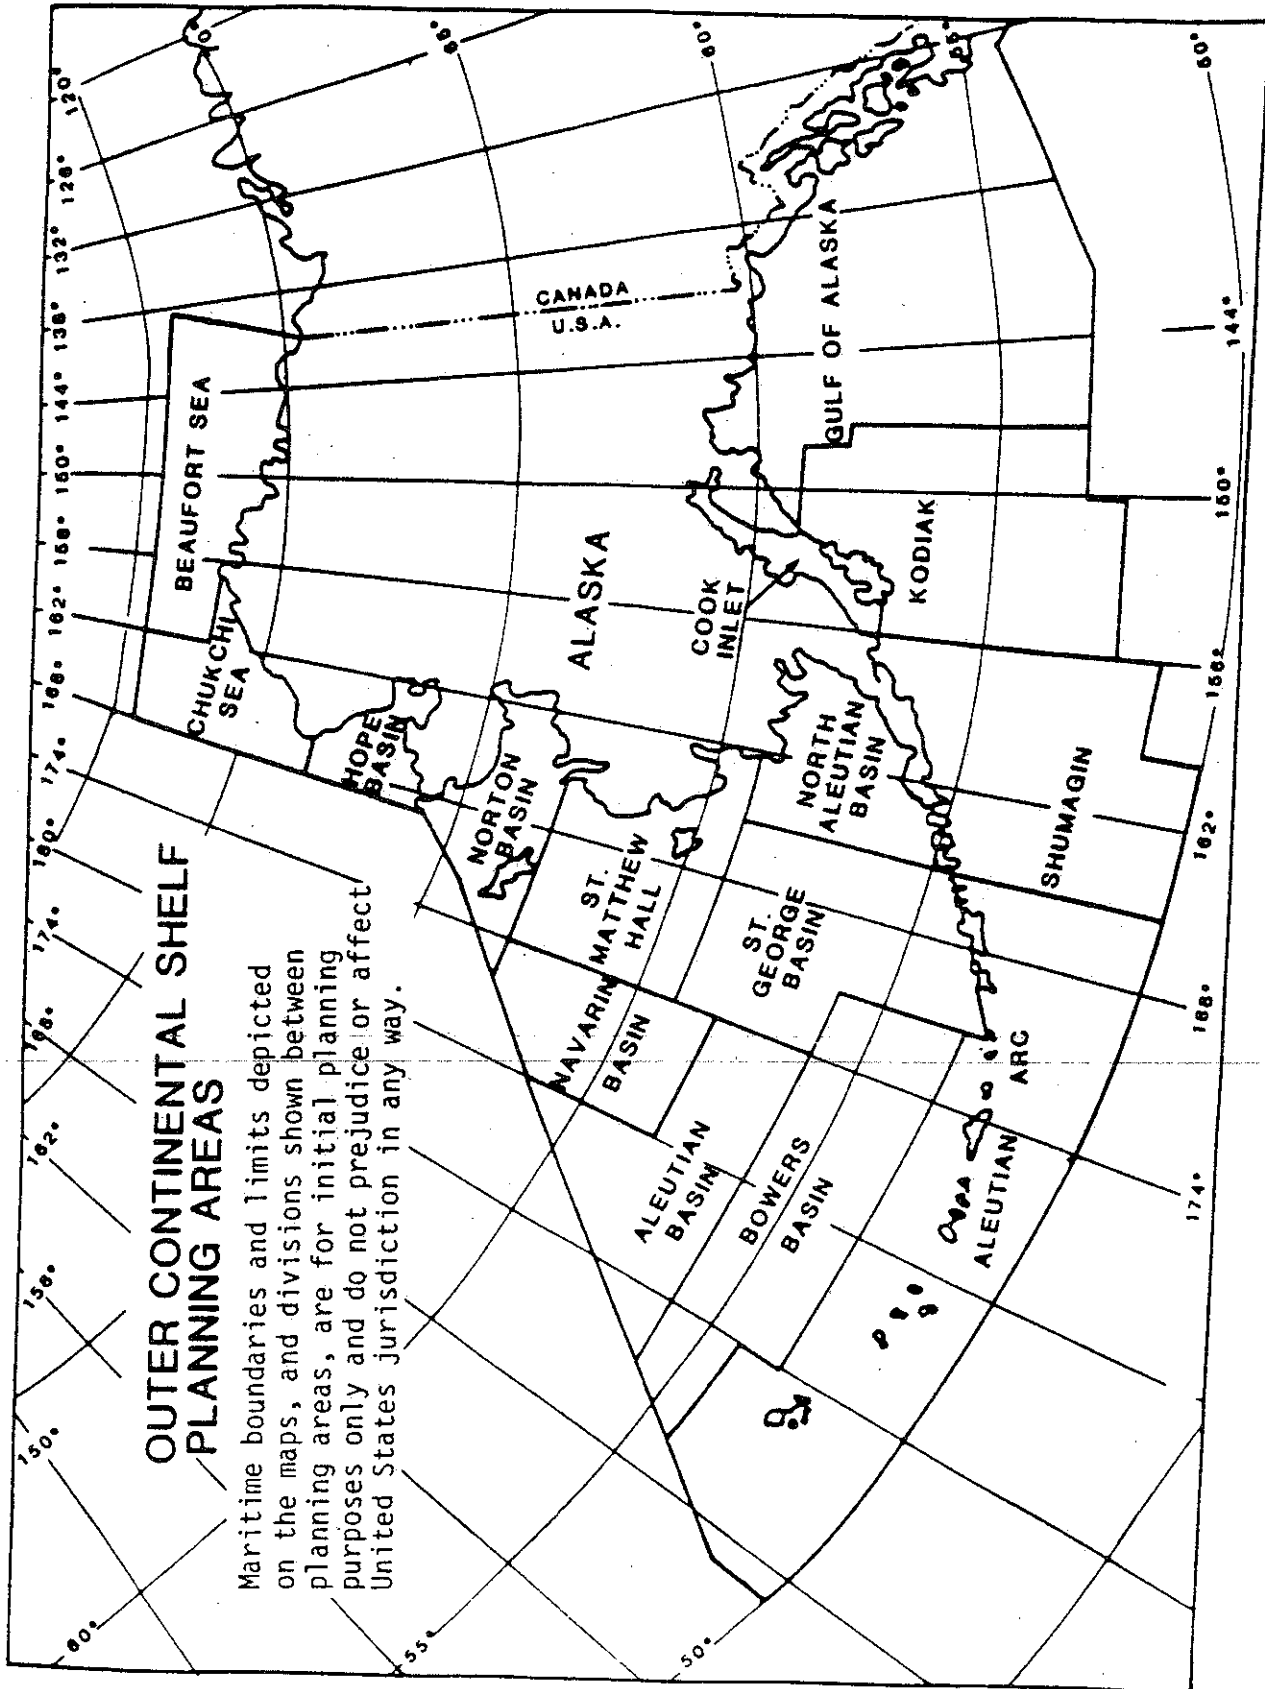 OUTER CONTINENTAL SHELF
PLANNING AREAS
Maritime boundaries and limits depicted
on the maps, and divisions shown between
planning areas, are for initial planning
purposes only and do not prejudice or affect
United States jurisdiction in any way.
150°
156°
162°
168°
174°
180°
174°
168°
162°
158°
150°
144°
138°
132°
126°
120°
60°
55°
50°
65°
60°
55°
50°
BEAUFORT SEA
CHUKCHI
SEA
HOPE
BASIN
NORTON
BASIN
ST.
MATTHEW
HALL
NAVARIN
BASIN
ALEUTIAN
BASIN
BOWERS
BASIN
ST.
GEORGE
BASIN
NORTH
ALEUTIAN
BASIN
ALEUTIAN
ARC
SHUMAGIN
KODIAK
COOK
INLET
GULF OF ALASKA
ALASKA
CANADA
U.S.A.
174°
168°
162°
156°
150°
144°